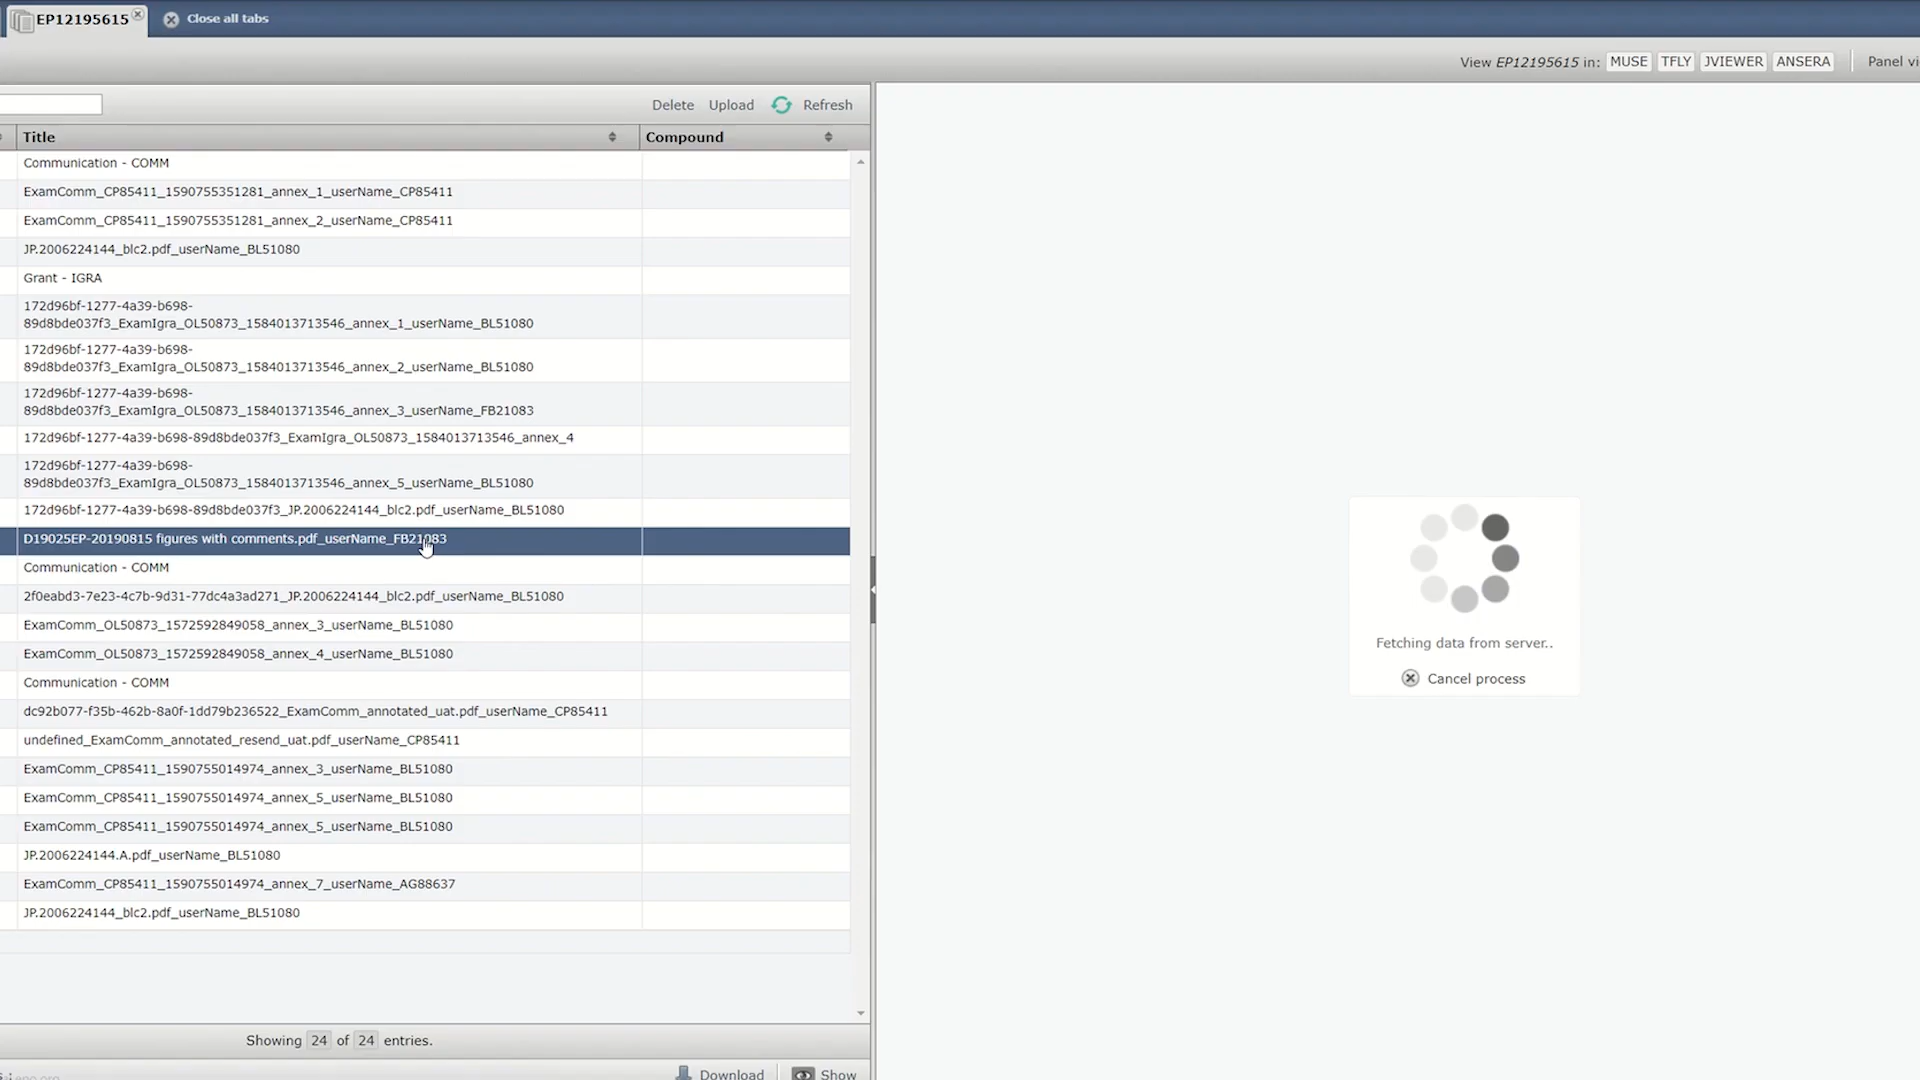 EP12195615
Close all tabs
View EP12195615 in: MUSE TFLY JVIEWER ANSERA
Delete Upload Refresh
Title Compound
Communication - COMM
ExamComm_CP85411_1590755351281_annex_1_userName_CP85411
ExamComm_CP85411_1590755351281_annex_2_userName_CP85411
JP.2006224144_blc2.pdf_userName_BL51080
Grant - IGRA
172d96bf-1277-4a39-b698-
89d8bde037f3_ExamIgra_OL50873_1584013713546_annex_1_userName_BL51080
172d96bf-1277-4a39-b698-
89d8bde037f3_ExamIgra_OL50873_1584013713546_annex_2_userName_BL51080
172d96bf-1277-4a39-b698-
89d8bde037f3_ExamIgra_OL50873_1584013713546_annex_3_userName_FB21083
172d96bf-1277-4a39-b698-89d8bde037f3_ExamIgra_OL50873_1584013713546_annex_4
172d96bf-1277-4a39-b698-
89d8bde037f3_ExamIgra_OL50873_1584013713546_annex_5_userName_BL51080
172d96bf-1277-4a39-b698-89d8bde037f3_JP.2006224144_blc2.pdf_userName_BL51080
D19025EP-20190815 figures with comments.pdf_userName_FB21083
Communication - COMM
2f0eabd3-7e23-4c7b-9d31-77dc4a3ad271_JP.2006224144_blc2.pdf_userName_BL51080
ExamComm_OL50873_1572592849058_annex_3_userName_BL51080
ExamComm_OL50873_1572592849058_annex_4_userName_BL51080
Communication - COMM
dc92b077-f35b-462b-8a0f-1dd79b236522_ExamComm_annotated_uat.pdf_userName_CP85411
undefined_ExamComm_annotated_resend_uat.pdf_userName_CP85411
ExamComm_CP85411_1590755014974_annex_3_userName_BL51080
ExamComm_CP85411_1590755014974_annex_5_userName_BL51080
ExamComm_CP85411_1590755014974_annex_5_userName_BL51080
JP.2006224144.A.pdf_userName_BL51080
ExamComm_CP85411_1590755014974_annex_7_userName_AG88637
JP.2006224144_blc2.pdf_userName_BL51080
Showing 24 of 24 entries.
Download Show
Fetching data from server..
Cancel process